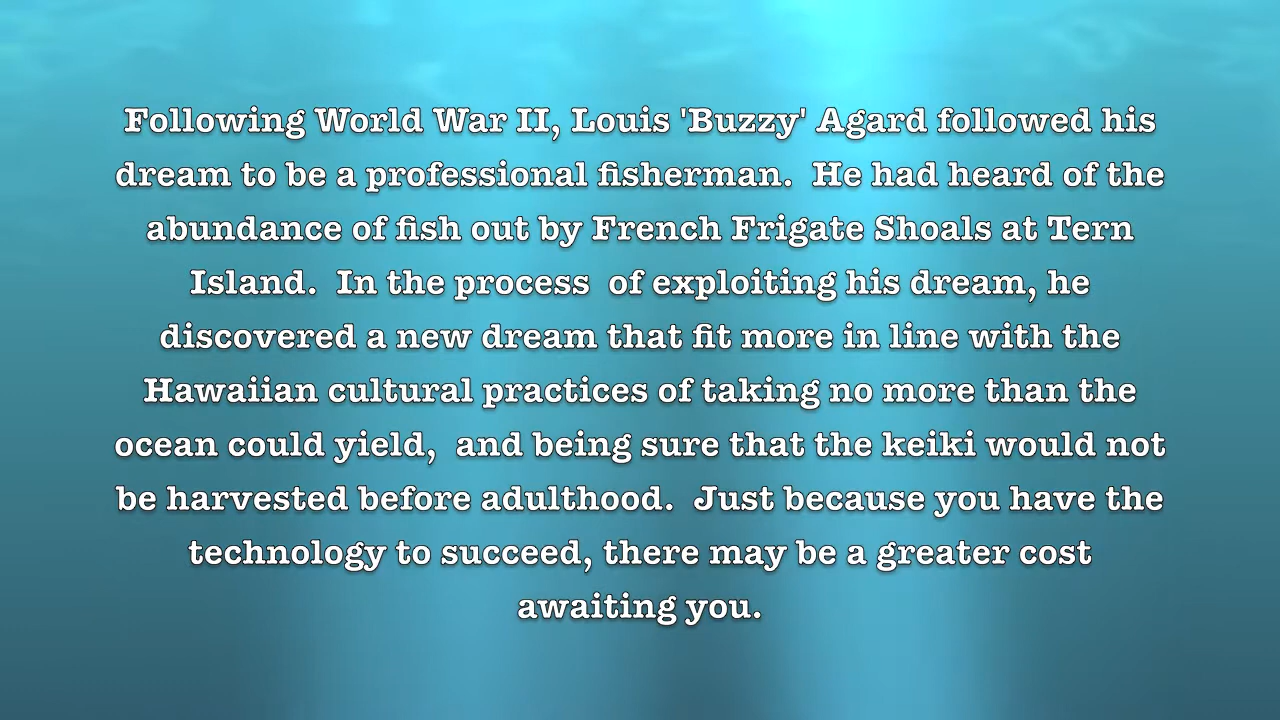 Following World War II, Louis 'Buzzy' Agard followed his
dream to be a professional fisherman.  He had heard of the
abundance of fish out by French Frigate Shoals at Tern
Island.  In the process  of exploiting his dream, he
discovered a new dream that fit more in line with the
Hawaiian cultural practices of taking no more than the
ocean could yield,  and being sure that the keiki would not
be harvested before adulthood.  Just because you have the
technology to succeed, there may be a greater cost
awaiting you.